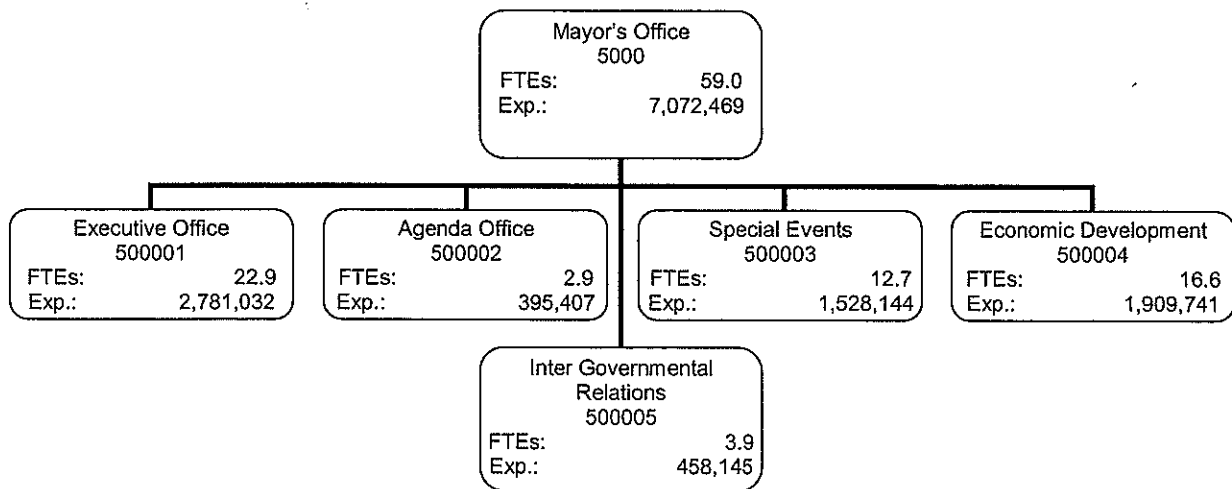 Mayor's Office
5000
FTEs: 59.0
Exp.: 7,072,469
Executive Office
500001
FTEs: 22.9
Exp.: 2,781,032
Agenda Office
500002
FTEs: 2.9
Exp.: 395,407
Special Events
500003
FTEs: 12.7
Exp.: 1,528,144
Economic Development
500004
FTEs: 16.6
Exp.: 1,909,741
Inter Governmental
Relations
500005
FTEs: 3.9
Exp.: 458,145